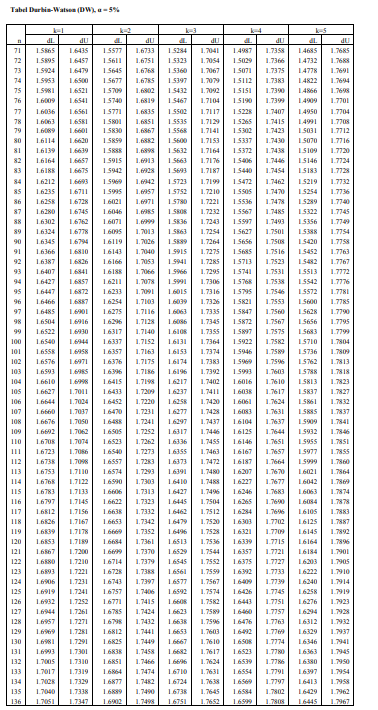 Tabel Durbin-Watson (DW), α = 5%
k=1 k=2 k=3 k=4 k=5
n dL dU dL dU dL dU dL dU dL dU
71 1.5865 1.6435 1.5577 1.6733 1.5284 1.7041 1.4987 1.7358 1.4685 1.7685
72 1.5895 1.6457 1.5611 1.6751 1.5323 1.7054 1.5029 1.7366 1.4732 1.7688
73 1.5924 1.6479 1.5645 1.6768 1.5360 1.7067 1.5071 1.7375 1.4778 1.7691
74 1.5953 1.6500 1.5677 1.6785 1.5397 1.7079 1.5112 1.7383 1.4822 1.7694
75 1.5981 1.6521 1.5709 1.6802 1.5432 1.7092 1.5151 1.7390 1.4866 1.7698
76 1.6009 1.6541 1.5740 1.6819 1.5467 1.7104 1.5190 1.7399 1.4909 1.7701
77 1.6036 1.6561 1.5771 1.6835 1.5502 1.7117 1.5228 1.7407 1.4950 1.7704
78 1.6063 1.6581 1.5801 1.6851 1.5535 1.7129 1.5265 1.7415 1.4991 1.7708
79 1.6089 1.6601 1.5830 1.6867 1.5568 1.7141 1.5302 1.7423 1.5031 1.7712
80 1.6114 1.6620 1.5859 1.6882 1.5600 1.7153 1.5337 1.7430 1.5070 1.7716
81 1.6139 1.6639 1.5888 1.6898 1.5632 1.7164 1.5372 1.7438 1.5109 1.7720
82 1.6164 1.6657 1.5915 1.6913 1.5663 1.7176 1.5406 1.7446 1.5146 1.7724
83 1.6188 1.6675 1.5942 1.6928 1.5693 1.7187 1.5440 1.7454 1.5183 1.7728
84 1.6212 1.6693 1.5969 1.6942 1.5723 1.7199 1.5472 1.7462 1.5219 1.7732
85 1.6235 1.6711 1.5995 1.6957 1.5752 1.7210 1.5505 1.7470 1.5254 1.7736
86 1.6258 1.6728 1.6021 1.6971 1.5780 1.7221 1.5536 1.7478 1.5289 1.7740
87 1.6280 1.6745 1.6046 1.6985 1.5808 1.7232 1.5567 1.7485 1.5322 1.7745
88 1.6302 1.6762 1.6071 1.6999 1.5836 1.7243 1.5597 1.7493 1.5356 1.7749
89 1.6324 1.6778 1.6095 1.7013 1.5863 1.7254 1.5627 1.7501 1.5388 1.7754
90 1.6345 1.6794 1.6119 1.7026 1.5889 1.7264 1.5656 1.7508 1.5420 1.7758
91 1.6366 1.6810 1.6143 1.7040 1.5915 1.7275 1.5685 1.7516 1.5452 1.7763
92 1.6387 1.6826 1.6166 1.7053 1.5941 1.7285 1.5713 1.7523 1.5482 1.7767
93 1.6407 1.6841 1.6188 1.7066 1.5966 1.7295 1.5741 1.7531 1.5513 1.7772
94 1.6427 1.6857 1.6211 1.7078 1.5991 1.7306 1.5768 1.7538 1.5542 1.7776
95 1.6447 1.6872 1.6233 1.7091 1.6015 1.7316 1.5795 1.7546 1.5572 1.7781
96 1.6466 1.6887 1.6254 1.7103 1.6039 1.7326 1.5821 1.7553 1.5600 1.7785
97 1.6485 1.6901 1.6275 1.7116 1.6063 1.7335 1.5847 1.7560 1.5628 1.7790
98 1.6504 1.6916 1.6296 1.7128 1.6086 1.7345 1.5872 1.7567 1.5656 1.7795
99 1.6522 1.6930 1.6317 1.7140 1.6108 1.7355 1.5897 1.7575 1.5683 1.7799
100 1.6540 1.6944 1.6337 1.7152 1.6131 1.7364 1.5922 1.7582 1.5710 1.7804
101 1.6558 1.6958 1.6357 1.7163 1.6153 1.7374 1.5946 1.7589 1.5736 1.7809
102 1.6576 1.6971 1.6376 1.7175 1.6174 1.7383 1.5969 1.7596 1.5762 1.7813
103 1.6593 1.6985 1.6396 1.7186 1.6196 1.7392 1.5993 1.7603 1.5788 1.7818
104 1.6610 1.6998 1.6415 1.7198 1.6217 1.7402 1.6016 1.7610 1.5813 1.7823
105 1.6627 1.7011 1.6433 1.7209 1.6237 1.7411 1.6038 1.7617 1.5837 1.7827
106 1.6644 1.7024 1.6452 1.7220 1.6258 1.7420 1.6061 1.7624 1.5861 1.7832
107 1.6660 1.7037 1.6470 1.7231 1.6277 1.7428 1.6083 1.7631 1.5885 1.7837
108 1.6676 1.7050 1.6488 1.7241 1.6297 1.7437 1.6104 1.7637 1.5909 1.7841
109 1.6692 1.7062 1.6505 1.7252 1.6317 1.7446 1.6125 1.7644 1.5932 1.7846
110 1.6708 1.7074 1.6523 1.7262 1.6336 1.7455 1.6146 1.7651 1.5955 1.7851
111 1.6723 1.7086 1.6540 1.7273 1.6355 1.7463 1.6167 1.7657 1.5977 1.7855
112 1.6738 1.7098 1.6557 1.7283 1.6373 1.7472 1.6187 1.7664 1.5999 1.7860
113 1.6753 1.7110 1.6574 1.7293 1.6391 1.7480 1.6207 1.7670 1.6021 1.7864
114 1.6768 1.7122 1.6590 1.7303 1.6410 1.7488 1.6227 1.7677 1.6042 1.7869
115 1.6783 1.7133 1.6606 1.7313 1.6427 1.7496 1.6246 1.7683 1.6063 1.7874
116 1.6797 1.7145 1.6622 1.7323 1.6445 1.7504 1.6265 1.7690 1.6084 1.7878
117 1.6812 1.7156 1.6638 1.7332 1.6462 1.7512 1.6284 1.7696 1.6105 1.7883
118 1.6826 1.7167 1.6653 1.7342 1.6479 1.7520 1.6303 1.7702 1.6125 1.7887
119 1.6839 1.7178 1.6669 1.7352 1.6496 1.7528 1.6321 1.7709 1.6145 1.7892
120 1.6853 1.7189 1.6684 1.7361 1.6513 1.7536 1.6339 1.7715 1.6164 1.7896
121 1.6867 1.7200 1.6699 1.7370 1.6529 1.7544 1.6357 1.7721 1.6184 1.7901
122 1.6880 1.7210 1.6714 1.7379 1.6545 1.7552 1.6375 1.7727 1.6203 1.7905
123 1.6893 1.7221 1.6728 1.7388 1.6561 1.7559 1.6392 1.7733 1.6222 1.7910
124 1.6906 1.7231 1.6743 1.7397 1.6577 1.7567 1.6409 1.7739 1.6240 1.7914
125 1.6919 1.7241 1.6757 1.7406 1.6592 1.7574 1.6426 1.7745 1.6258 1.7919
126 1.6932 1.7252 1.6771 1.7415 1.6608 1.7582 1.6443 1.7751 1.6276 1.7923
127 1.6944 1.7261 1.6785 1.7424 1.6623 1.7589 1.6460 1.7757 1.6294 1.7928
128 1.6957 1.7271 1.6798 1.7432 1.6638 1.7596 1.6476 1.7763 1.6312 1.7932
129 1.6969 1.7281 1.6812 1.7441 1.6653 1.7603 1.6492 1.7769 1.6329 1.7937
130 1.6981 1.7291 1.6825 1.7449 1.6667 1.7610 1.6508 1.7774 1.6346 1.7941
131 1.6993 1.7301 1.6838 1.7458 1.6682 1.7617 1.6523 1.7780 1.6363 1.7945
132 1.7005 1.7310 1.6851 1.7466 1.6696 1.7624 1.6539 1.7786 1.6380 1.7950
133 1.7017 1.7319 1.6864 1.7474 1.6710 1.7631 1.6554 1.7791 1.6397 1.7954
134 1.7028 1.7329 1.6877 1.7482 1.6724 1.7638 1.6569 1.7797 1.6413 1.7958
135 1.7040 1.7338 1.6889 1.7490 1.6738 1.7645 1.6584 1.7802 1.6429 1.7962
136 1.7051 1.7347 1.6902 1.7498 1.6751 1.7652 1.6599 1.7808 1.6445 1.7967